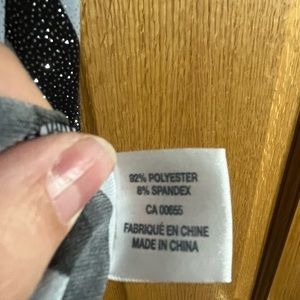 92% POLYESTER
8% SPANDEX
CA 00655
FABRIQUÉ EN CHINE
MADE IN CHINA